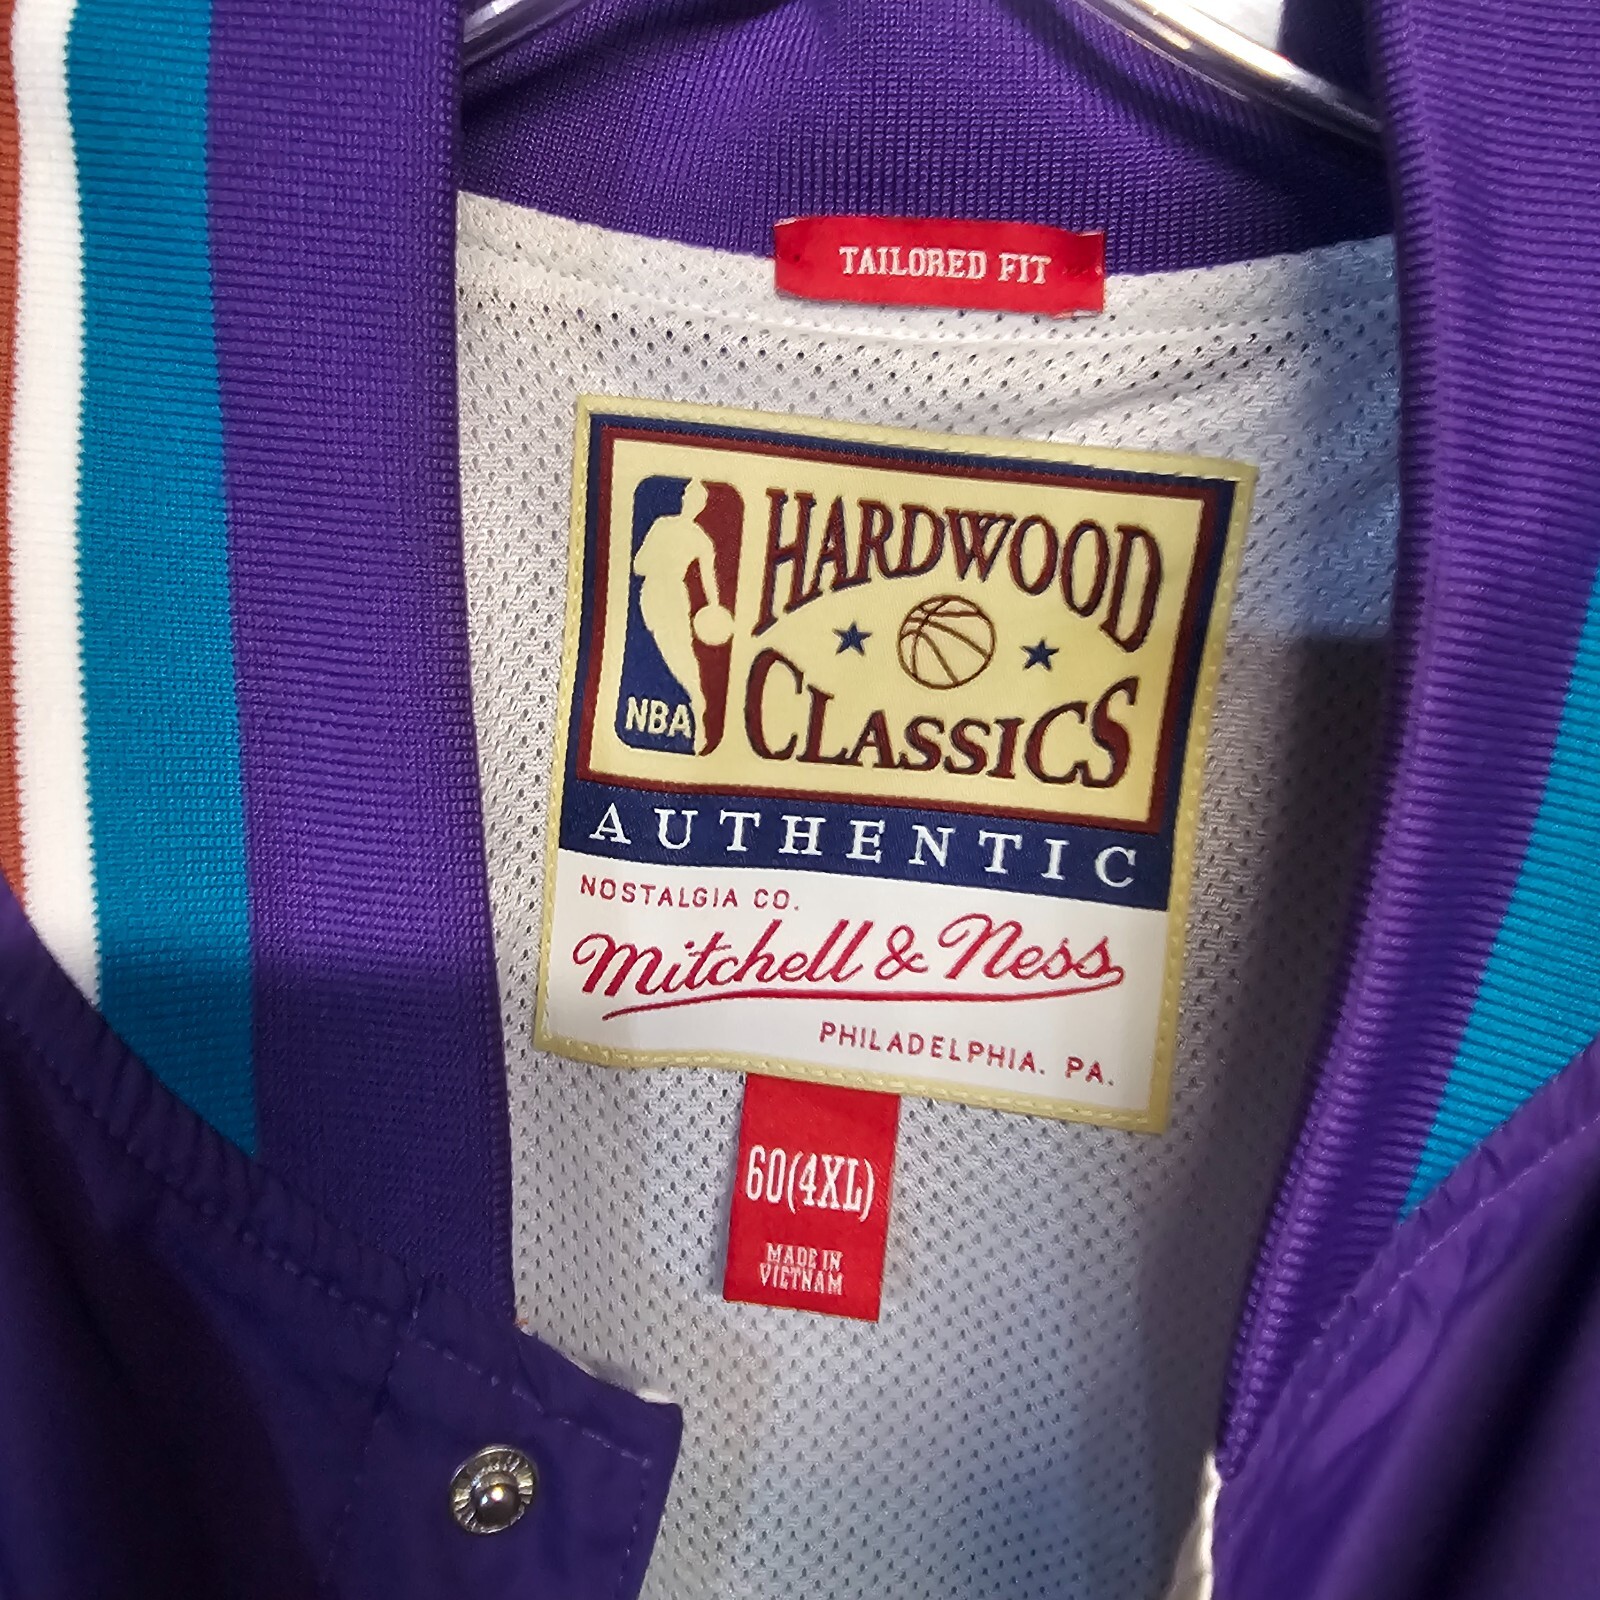 TAILORED FIT
HARDWOOD
CLASSICS
NBA
AUTHENTIC
NOSTALGIA CO.
Mitchell & Ness
PHILADELPHIA. PA.
60(4XL)
MADE IN
VIETNAM